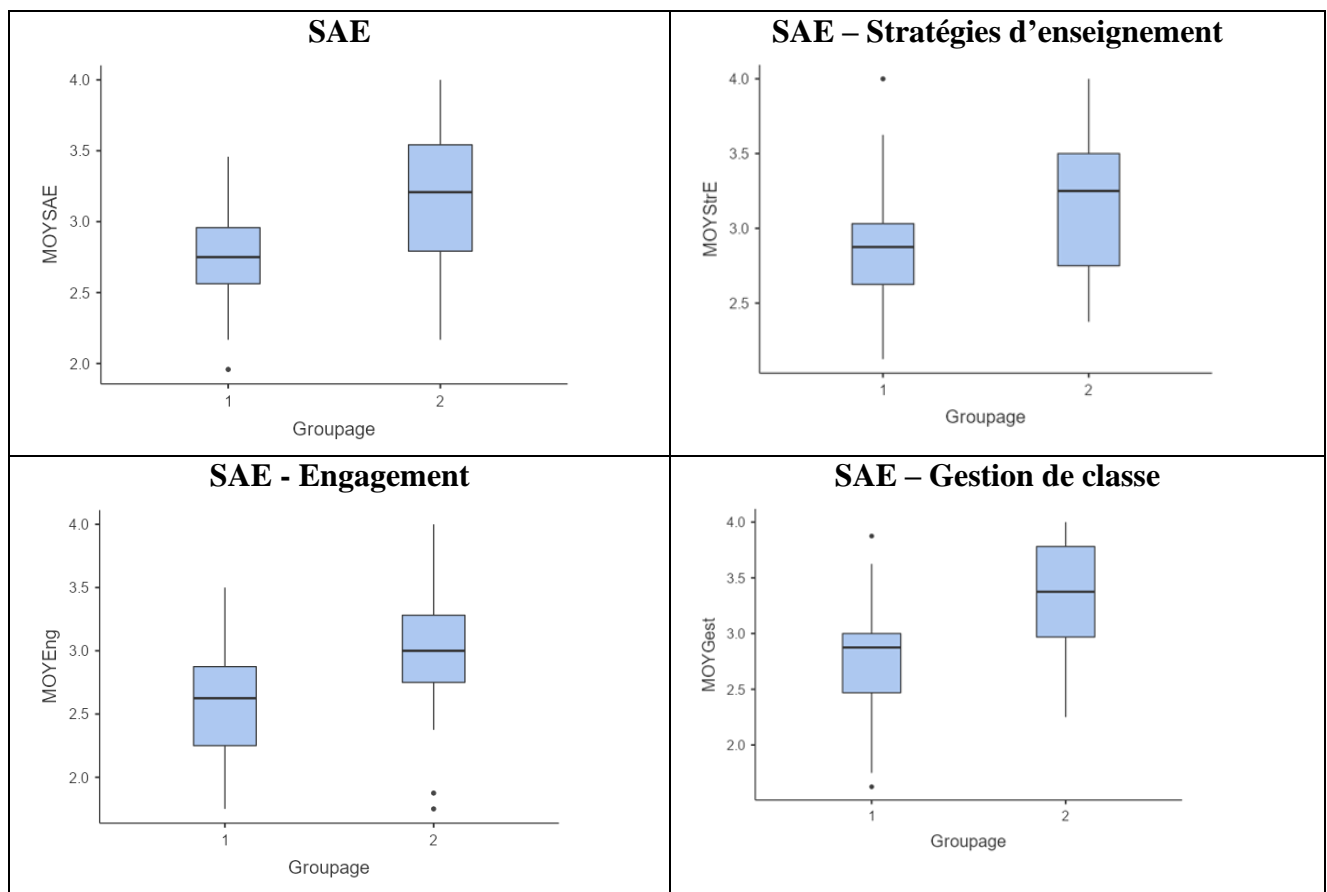 SAE
4.0
3.5
3.0
2.5
2.0
MOYSAE
1 2
Groupage
SAE – Stratégies d’enseignement
4.0
3.5
3.0
2.5
MOYStrE
1 2
Groupage
SAE - Engagement
4.0
3.5
3.0
2.5
2.0
MOYEng
1 2
Groupage
SAE – Gestion de classe
4.0
3.5
3.0
2.5
2.0
MOYGest
1 2
Groupage